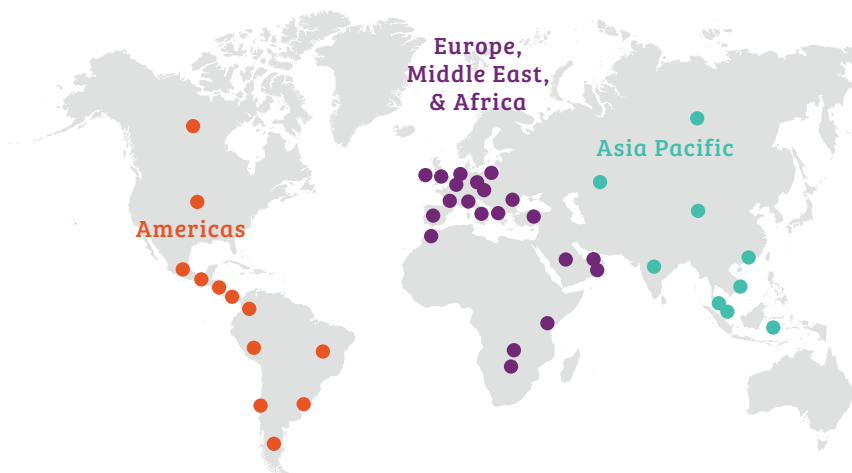 Europe,
Middle East,
& Africa
Asia Pacific
Americas